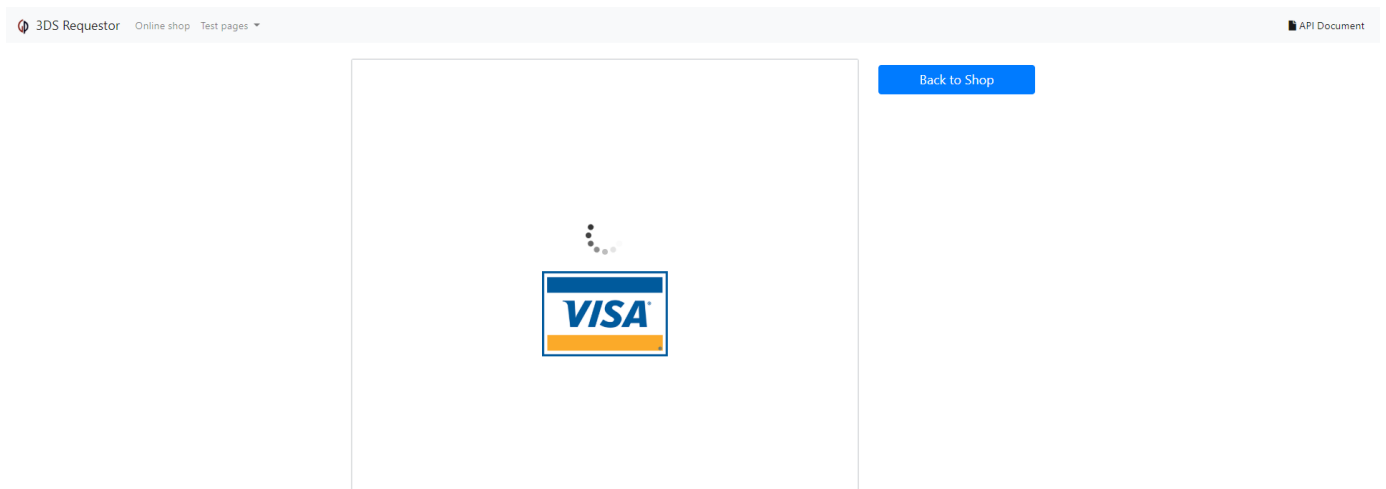 3DS Requestor Online shop Test pages API Document
Back to Shop
VISA